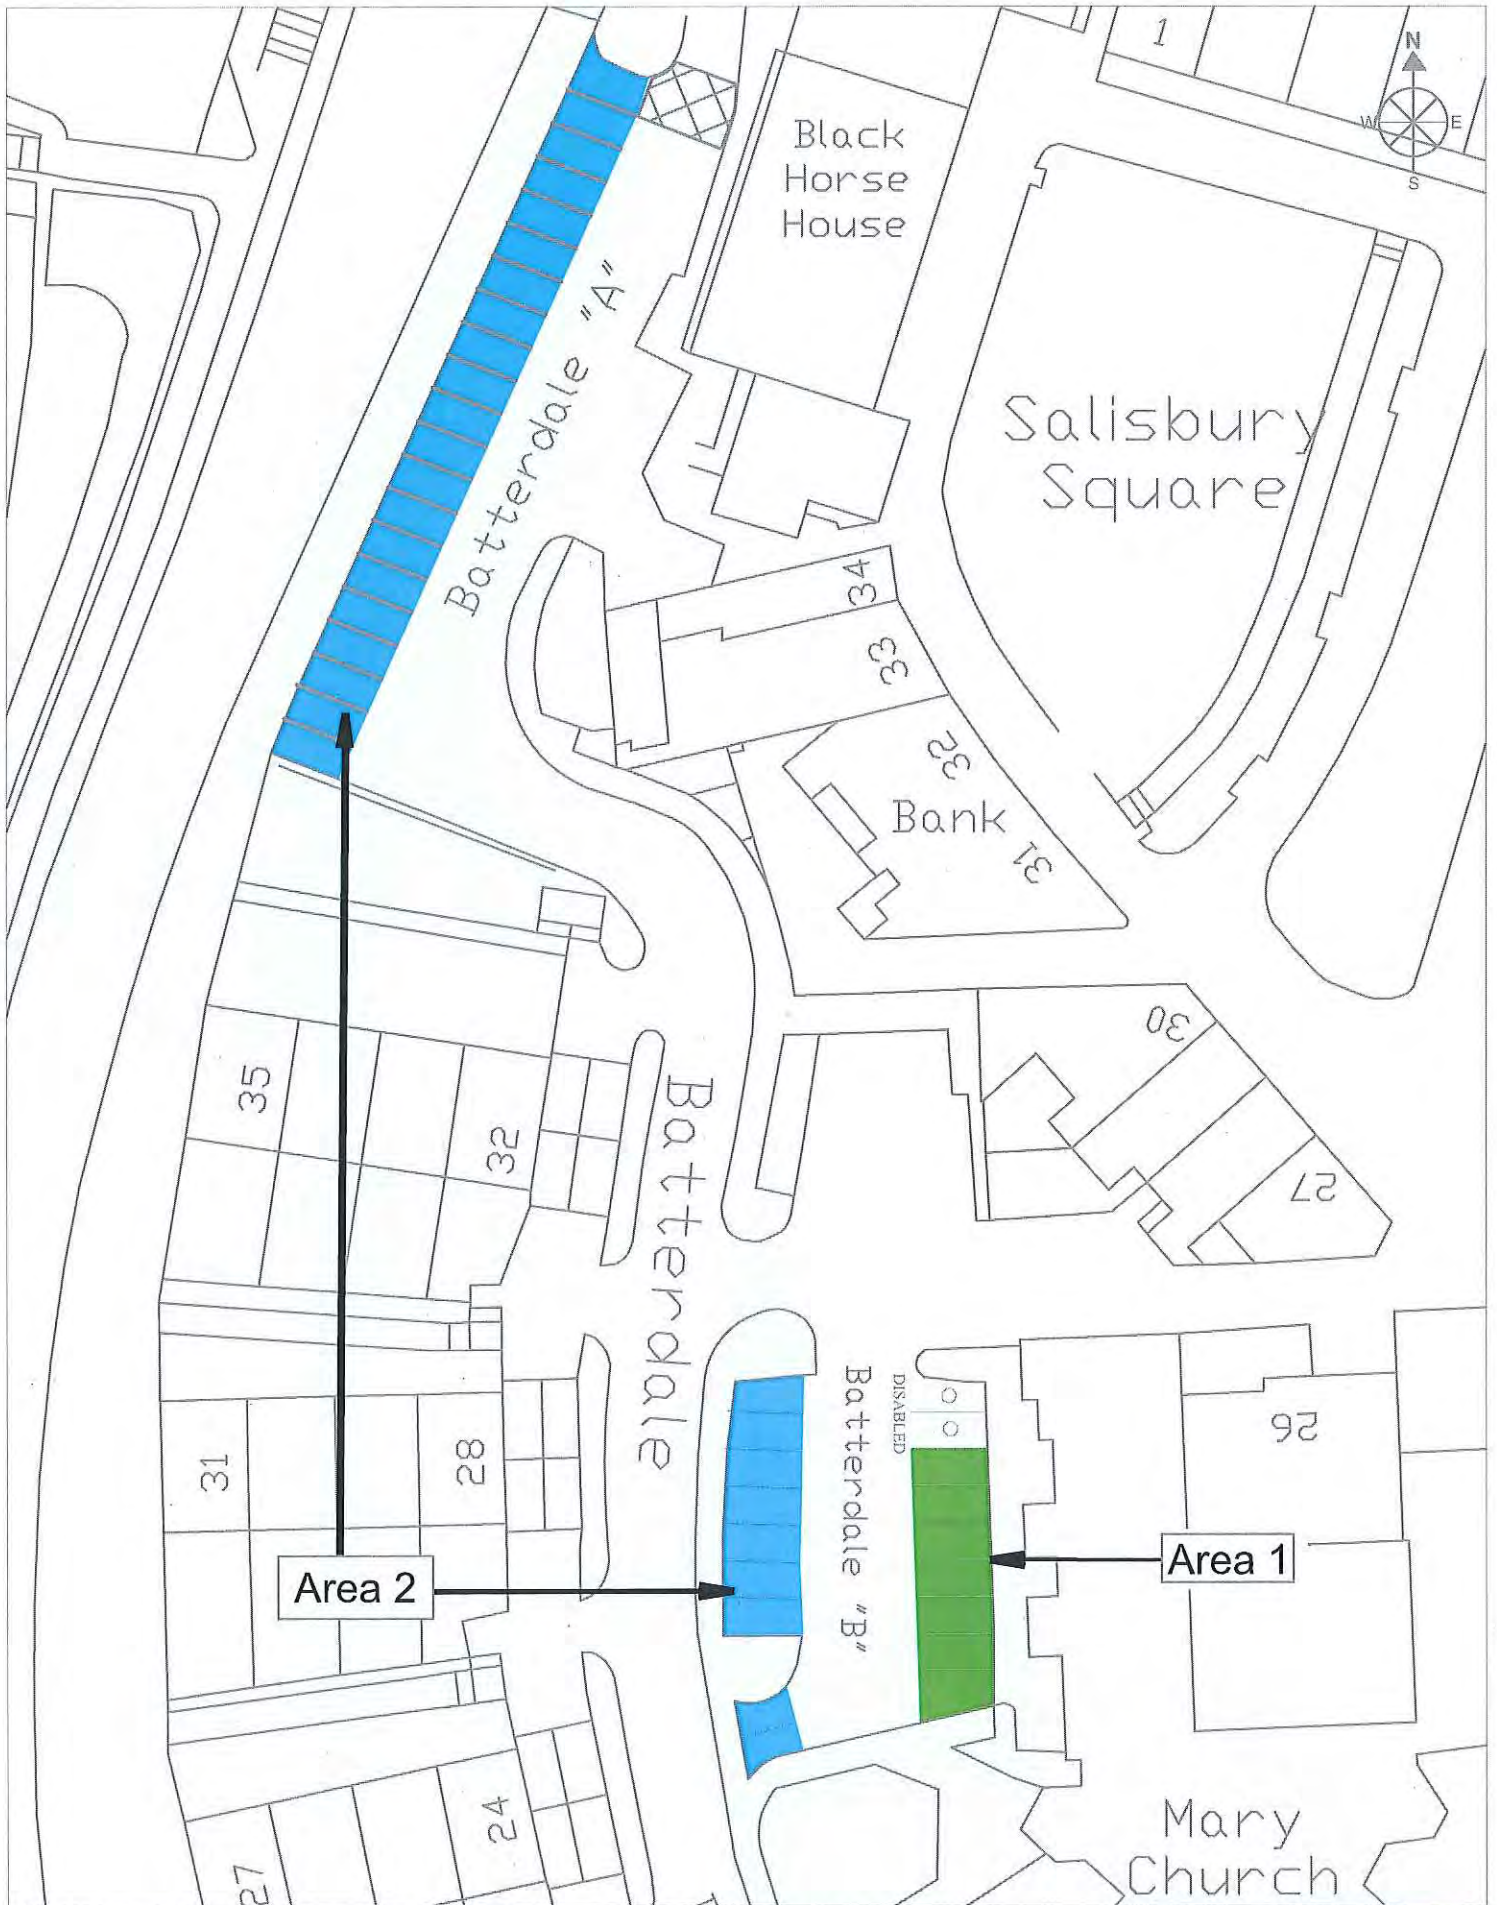 1
N
W
E
S
Black
Horse
House
Batterdale "A"
Salisbury
Square
34
33
32
Bank
31
30
35
32
27
Batterdale
DISABLED
Batterdale "B"
26
31
28
Area 1
Area 2
24
27
Mary
Church